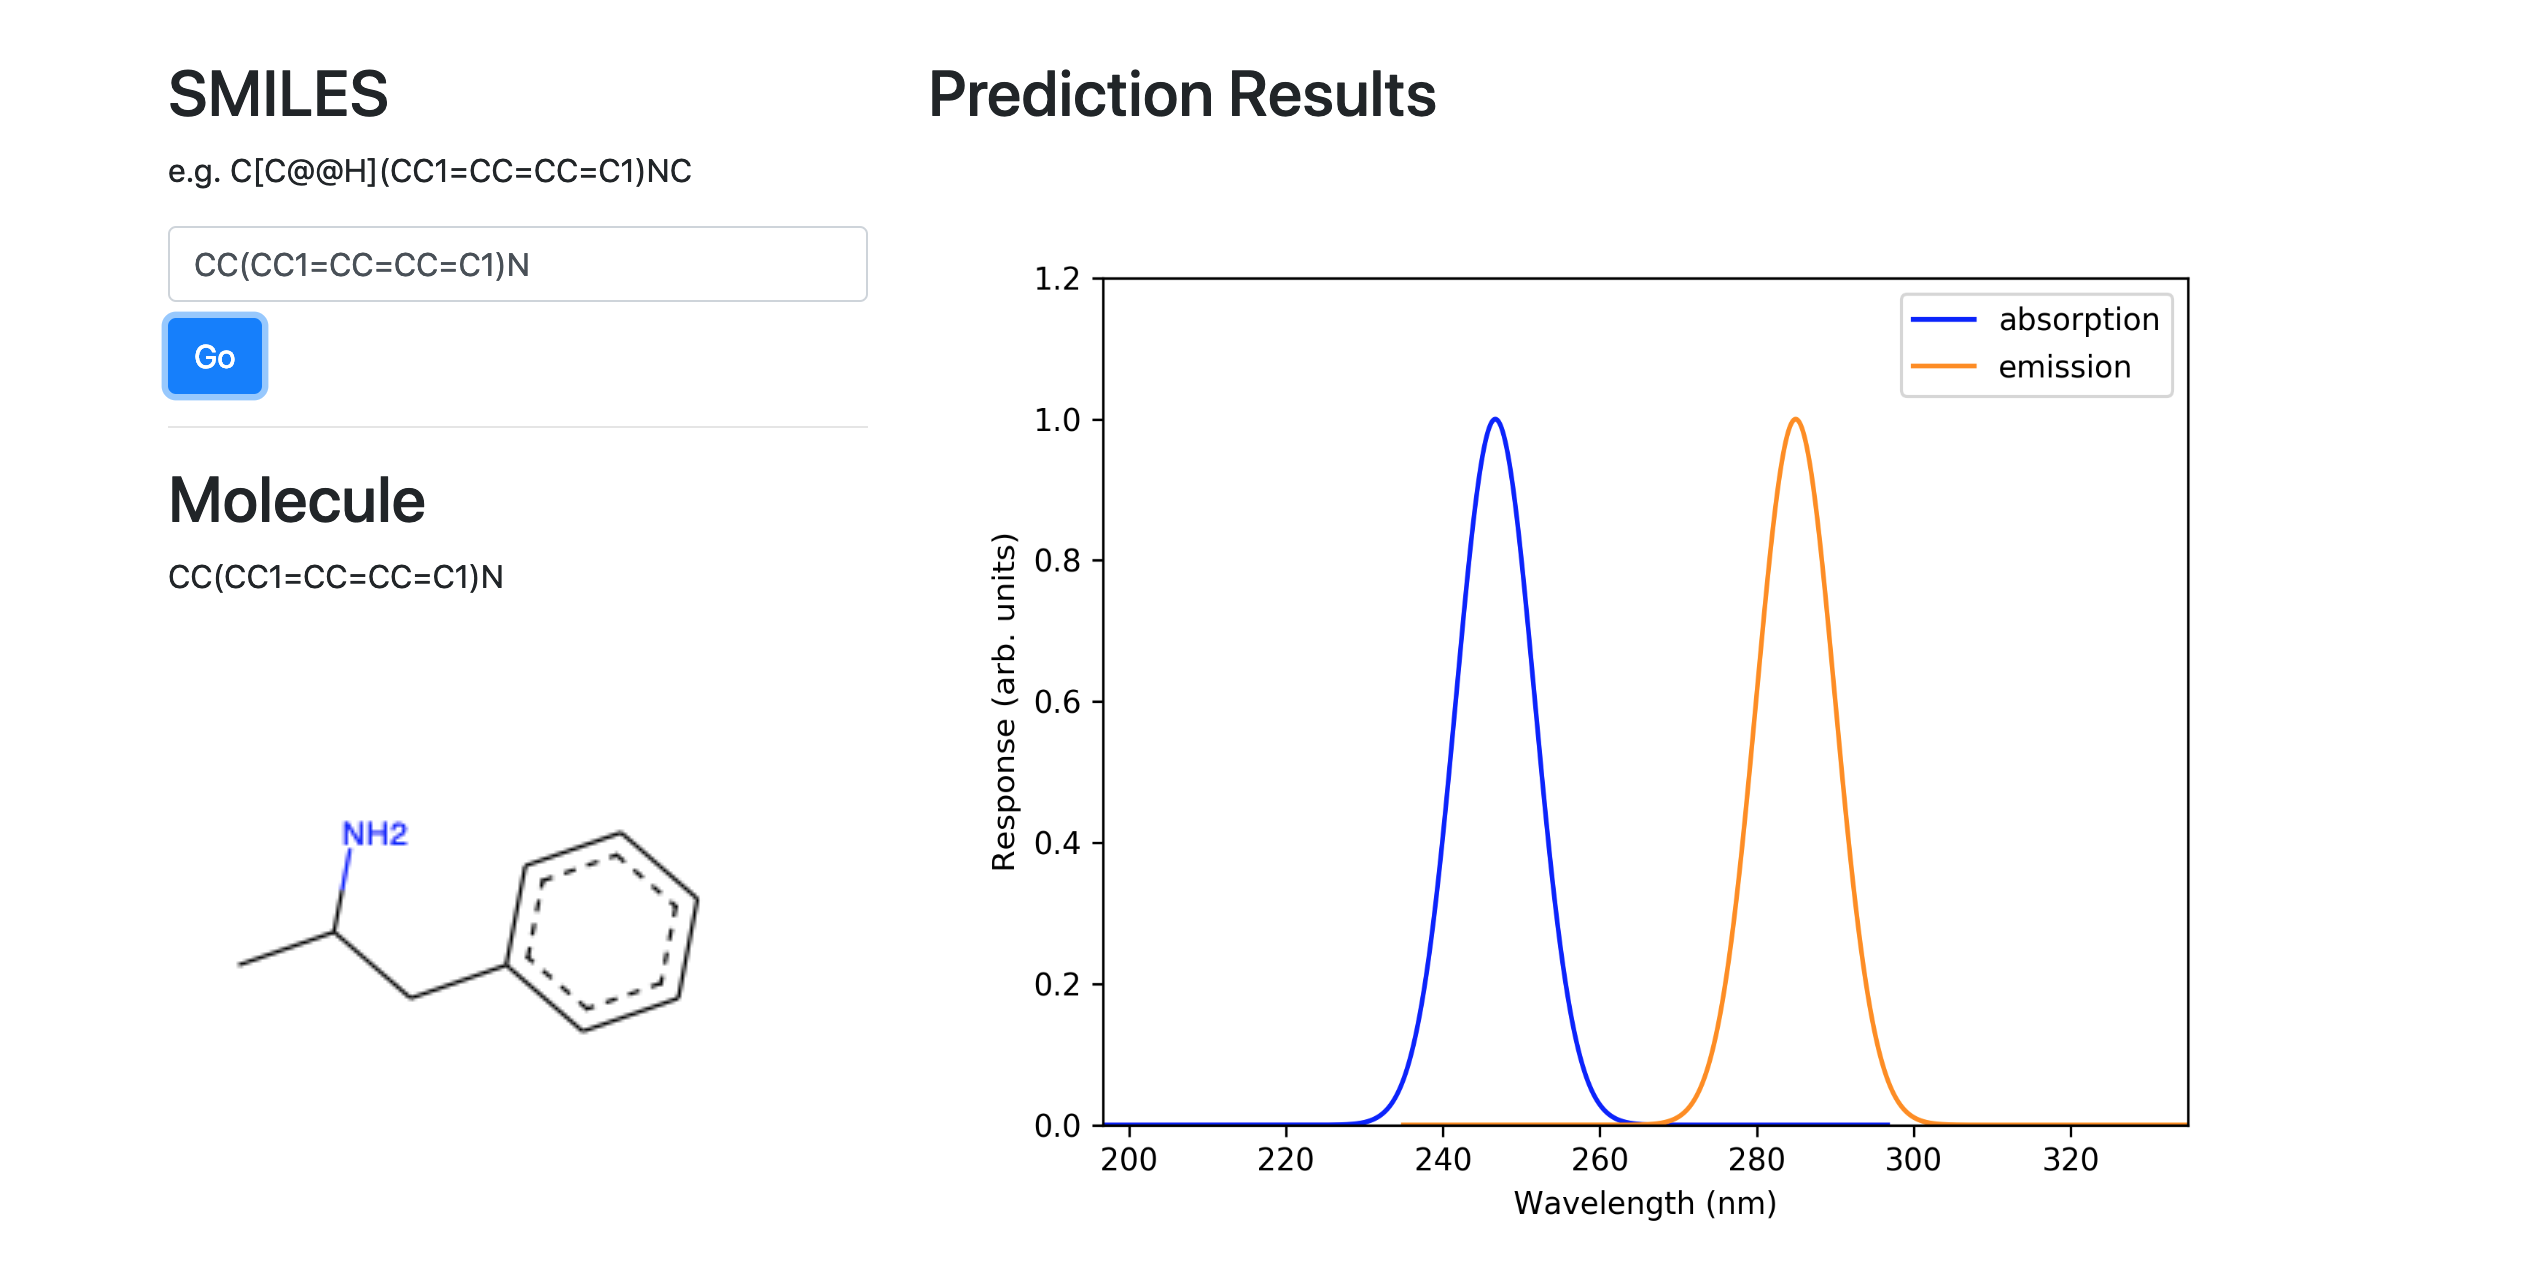 SMILES
e.g. C[C@@H](CC1=CC=CC=C1)NC
CC(CC1=CC=CC=C1)N
Go
Molecule
CC(CC1=CC=CC=C1)N
NH2
Prediction Results
absorption
emission
1.2
1.0
0.8
0.6
0.4
0.2
0.0
Response (arb. units)
200 220 240 260 280 300 320
Wavelength (nm)